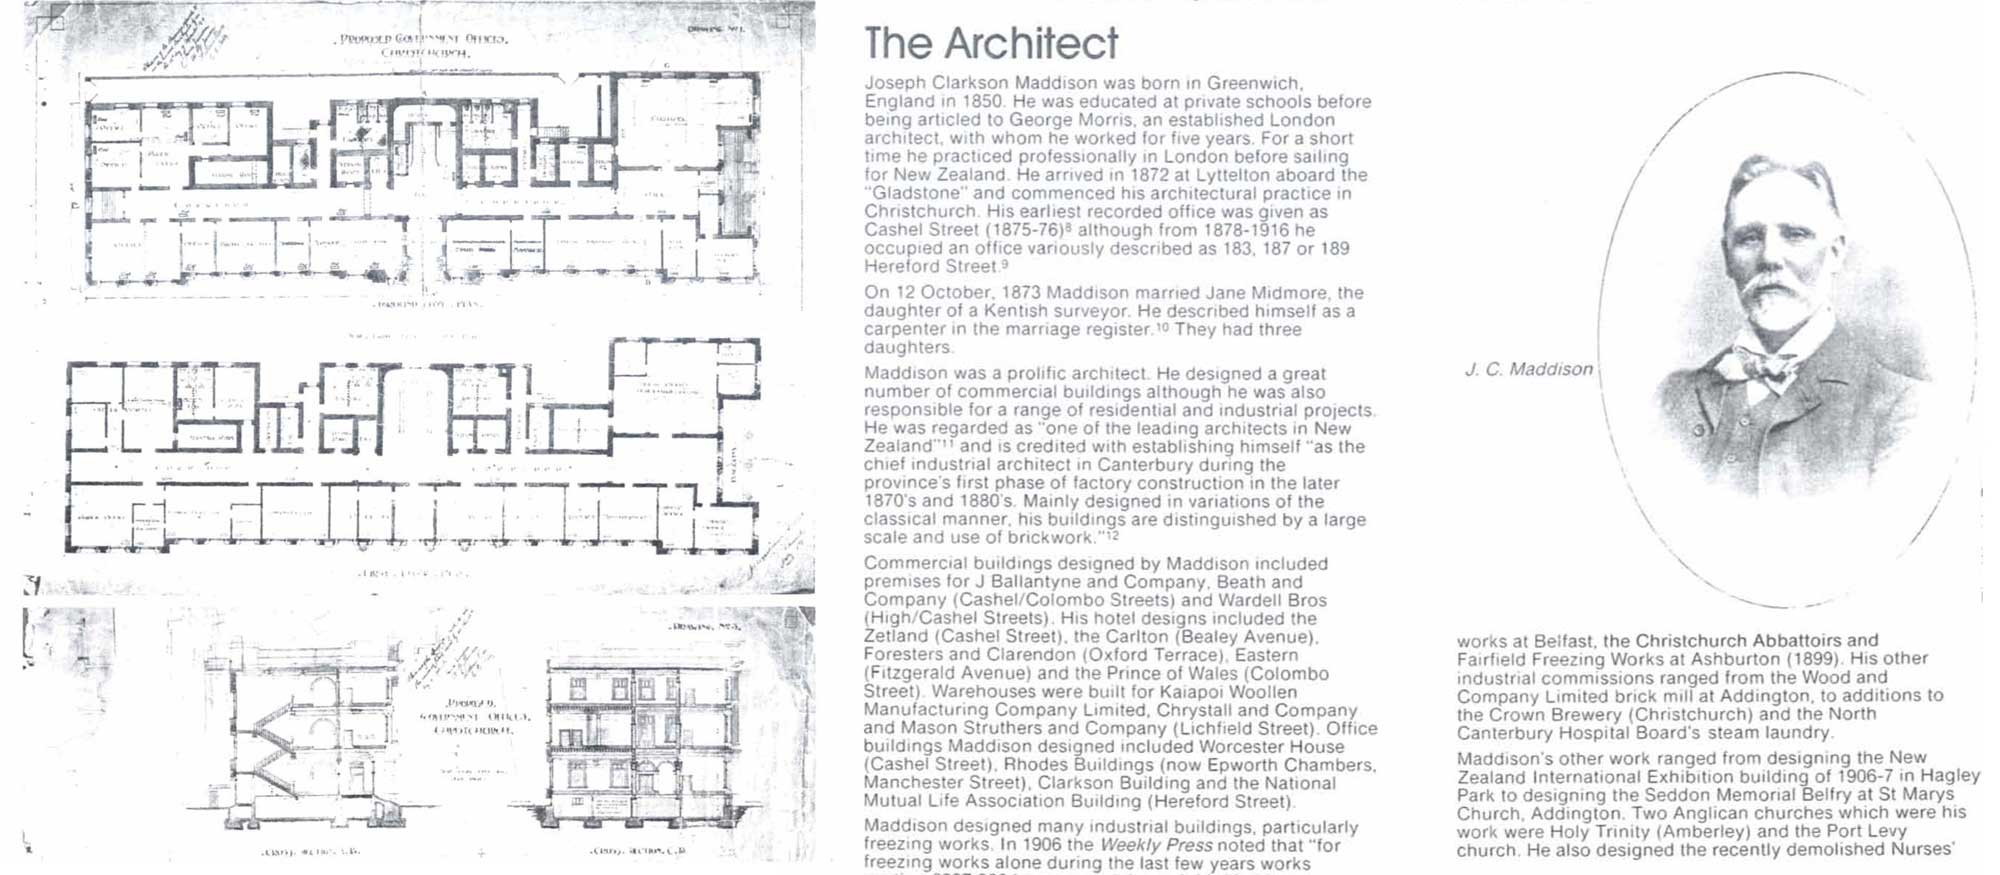 PROPOSED GOVERNMENT OFFICES,
CHRISTCHURCH.
DRAWING Nº1.
CORRIDOR
GROUND FLOOR PLAN.
FIRST FLOOR PLAN.
DRAWING Nº3.
PROPOSED
GOVERNMENT OFFICES,
CHRISTCHURCH.
CROSS SECTION A.B.
CROSS SECTION C.D.
The Architect
Joseph Clarkson Maddison was born in Greenwich,
England in 1850. He was educated at private schools before
being articled to George Morris, an established London
architect, with whom he worked for five years. For a short
time he practiced professionally in London before sailing
for New Zealand. He arrived in 1872 at Lyttelton aboard the
"Gladstone" and commenced his architectural practice in
Christchurch. His earliest recorded office was given as
Cashel Street (1875-76)⁸ although from 1878-1916 he
occupied an office variously described as 183, 187 or 189
Hereford Street.⁹
On 12 October, 1873 Maddison married Jane Midmore, the
daughter of a Kentish surveyor. He described himself as a
carpenter in the marriage register.¹⁰ They had three
daughters.
Maddison was a prolific architect. He designed a great
number of commercial buildings although he was also
responsible for a range of residential and industrial projects.
He was regarded as "one of the leading architects in New
Zealand"¹¹ and is credited with establishing himself "as the
chief industrial architect in Canterbury during the
province's first phase of factory construction in the later
1870's and 1880's. Mainly designed in variations of the
classical manner, his buildings are distinguished by a large
scale and use of brickwork."¹²
Commercial buildings designed by Maddison included
premises for J Ballantyne and Company, Beath and
Company (Cashel/Colombo Streets) and Wardell Bros
(High/Cashel Streets). His hotel designs included the
Zetland (Cashel Street), the Carlton (Bealey Avenue),
Foresters and Clarendon (Oxford Terrace), Eastern
(Fitzgerald Avenue) and the Prince of Wales (Colombo
Street). Warehouses were built for Kaiapoi Woollen
Manufacturing Company Limited, Chrystall and Company
and Mason Struthers and Company (Lichfield Street). Office
buildings Maddison designed included Worcester House
(Cashel Street), Rhodes Buildings (now Epworth Chambers,
Manchester Street), Clarkson Building and the National
Mutual Life Association Building (Hereford Street).
Maddison designed many industrial buildings, particularly
freezing works. In 1906 the Weekly Press noted that "for
freezing works alone during the last few years works
J. C. Maddison
works at Belfast, the Christchurch Abbattoirs and
Fairfield Freezing Works at Ashburton (1899). His other
industrial commissions ranged from the Wood and
Company Limited brick mill at Addington, to additions to
the Crown Brewery (Christchurch) and the North
Canterbury Hospital Board's steam laundry.
Maddison's other work ranged from designing the New
Zealand International Exhibition building of 1906-7 in Hagley
Park to designing the Seddon Memorial Belfry at St Marys
Church, Addington. Two Anglican churches which were his
work were Holy Trinity (Amberley) and the Port Levy
church. He also designed the recently demolished Nurses'